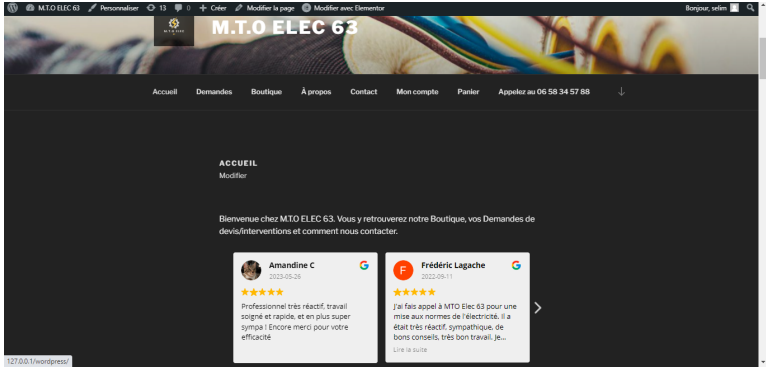 M.T.O ELEC 63 Personnaliser 13 0 + Créer Modifier la page Modifier avec Elementor Bonjour, selim
M.T.O ELEC
M.T.O ELEC 63
Accueil Demandes Boutique À propos Contact Mon compte Panier Appelez au 06 58 34 57 88
ACCUEIL
Modifier
Bienvenue chez M.T.O ELEC 63. Vous y retrouverez notre Boutique, vos Demandes de
devis/interventions et comment nous contacter.
Amandine C
2023-05-26
Professionnel très réactif, travail
soigné et rapide, et en plus super
sympa ! Encore merci pour votre
efficacité
F
Frédéric Lagache
2022-09-11
J'ai fais appel à MTO Elec 63 pour une
mise aux normes de l'électricité. Il a
était très réactif, sympathique, de
bons conseils, très bon travail. Je...
Lire la suite
127.0.0.1/wordpress/